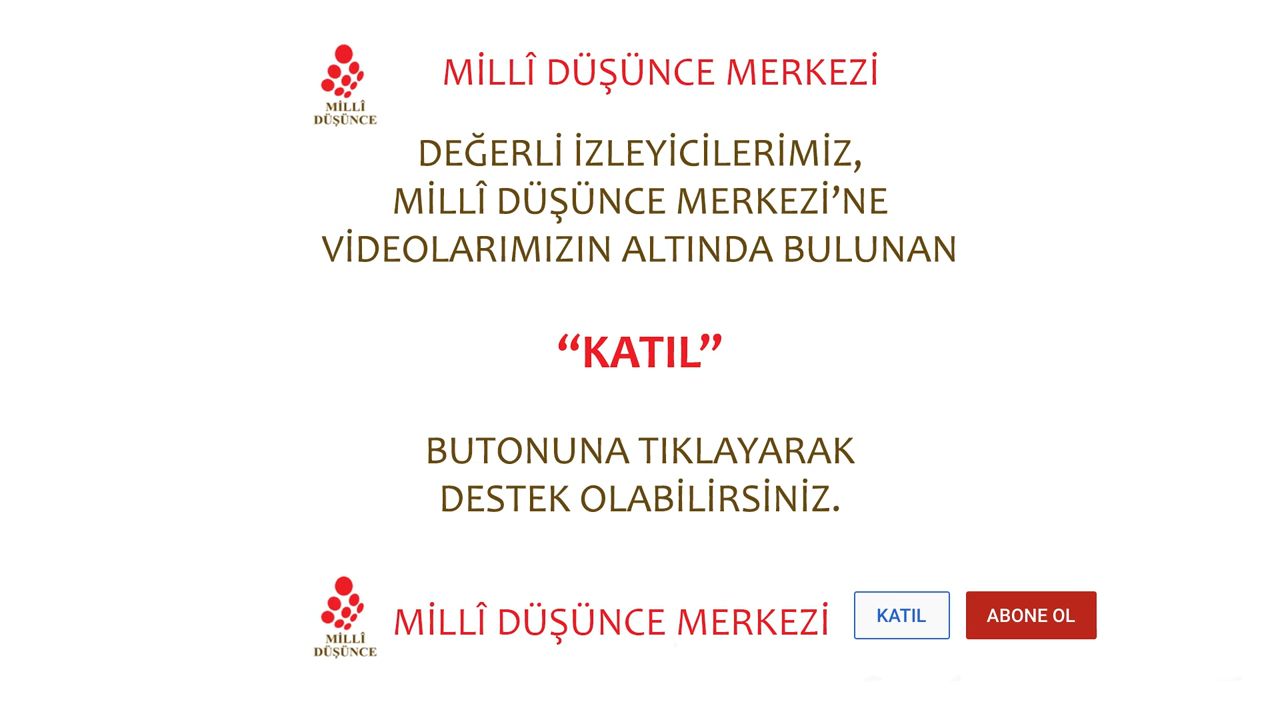 MİLLÎ DÜŞÜNCE MERKEZİ
MİLLÎ
DÜŞÜNCE
DEĞERLİ İZLEYİCİLERİMİZ,
MİLLÎ DÜŞÜNCE MERKEZİ’NE
VİDEOLARIMIZIN ALTINDA BULUNAN
“KATIL”
BUTONUNA TIKLAYARAK
DESTEK OLABİLİRSİNİZ.
MİLLÎ
DÜŞÜNCE
MİLLÎ DÜŞÜNCE MERKEZİ
KATIL
ABONE OL